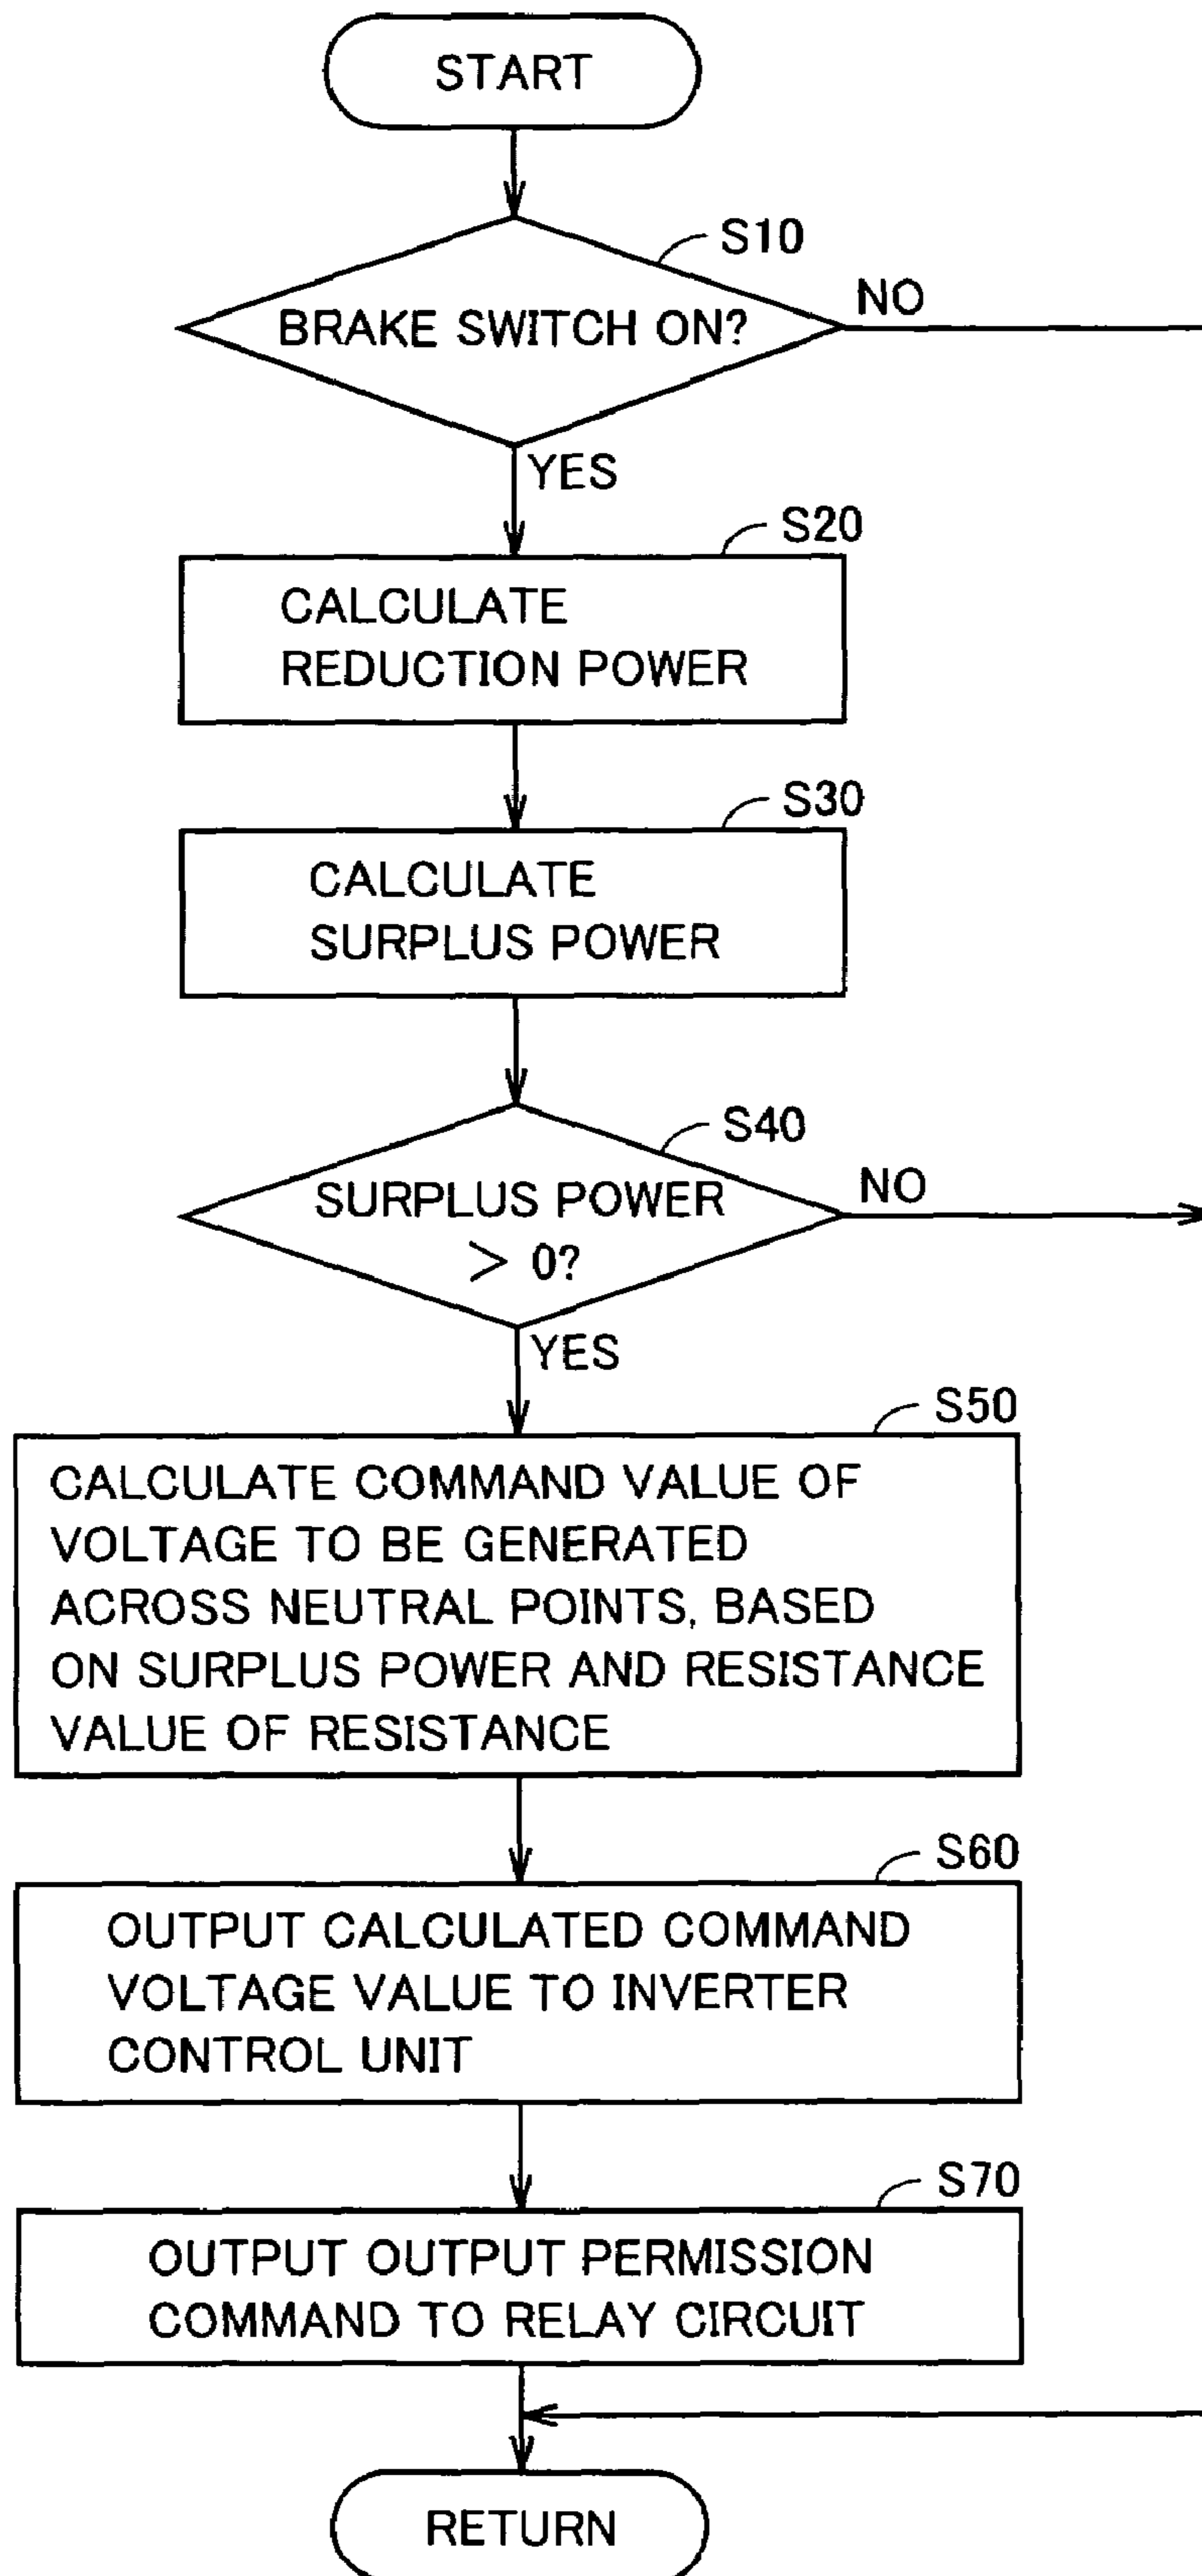 START
S10
BRAKE SWITCH ON?
NO
YES
S20
CALCULATE
REDUCTION POWER
S30
CALCULATE
SURPLUS POWER
S40
SURPLUS POWER
> 0?
NO
YES
S50
CALCULATE COMMAND VALUE OF
VOLTAGE TO BE GENERATED
ACROSS NEUTRAL POINTS, BASED
ON SURPLUS POWER AND RESISTANCE
VALUE OF RESISTANCE
S60
OUTPUT CALCULATED COMMAND
VOLTAGE VALUE TO INVERTER
CONTROL UNIT
S70
OUTPUT OUTPUT PERMISSION
COMMAND TO RELAY CIRCUIT
RETURN